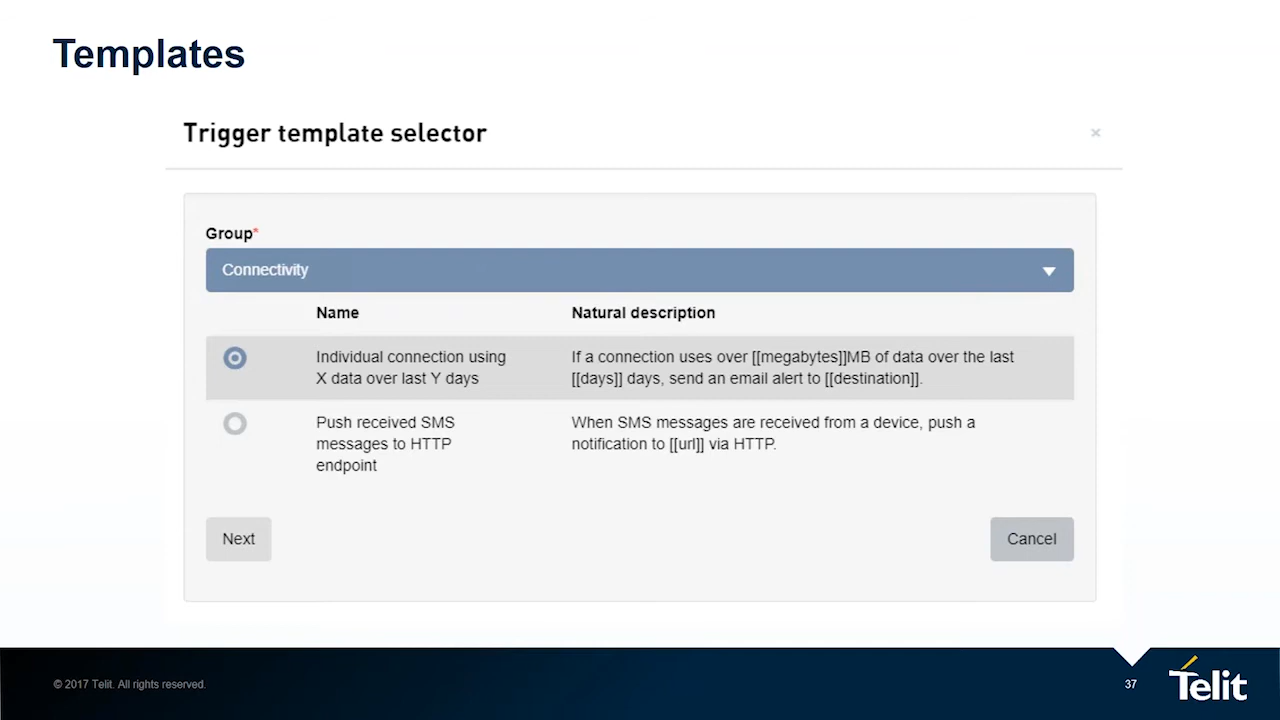 Templates
Trigger template selector
×
Group*
Connectivity
Name Natural description
Individual connection using
X data over last Y days
If a connection uses over [[megabytes]]MB of data over the last
[[days]] days, send an email alert to [[destination]].
Push received SMS
messages to HTTP
endpoint
When SMS messages are received from a device, push a
notification to [[url]] via HTTP.
Next
Cancel
© 2017 Telit. All rights reserved.
37
Telit